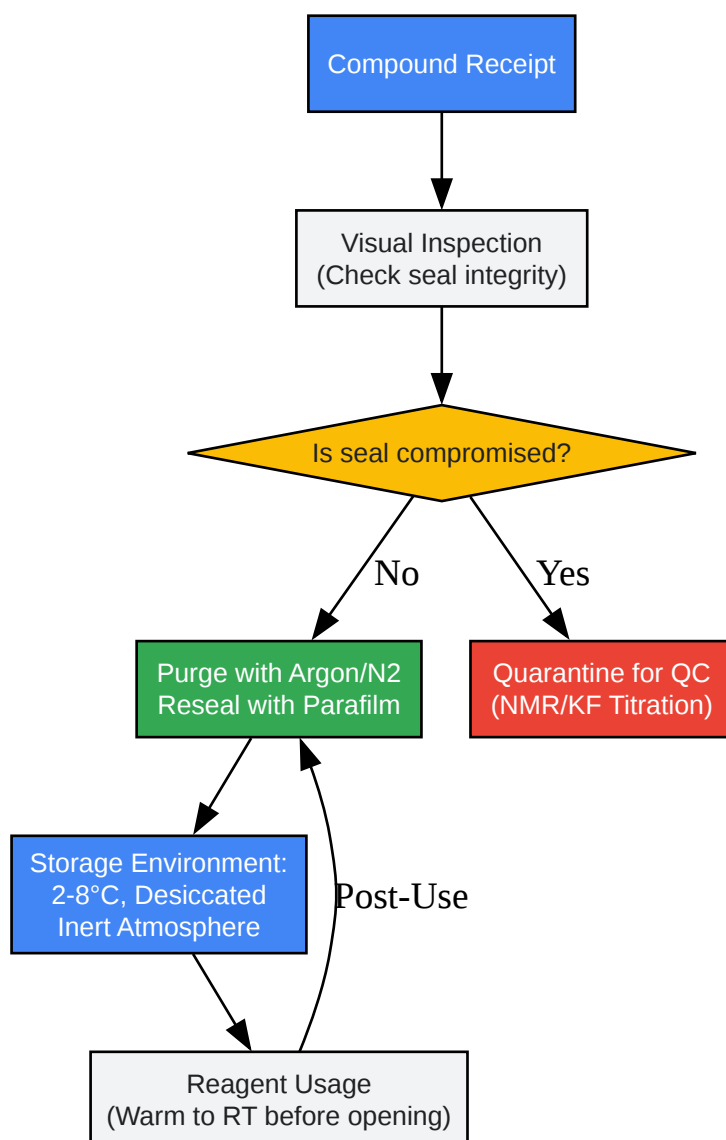 Compound Receipt
Visual Inspection
(Check seal integrity)
Is seal compromised?
No
Yes
Purge with Argon/N2
Reseal with Parafilm
Quarantine for QC
(NMR/KF Titration)
Storage Environment:
2-8°C, Desiccated
Inert Atmosphere
Post-Use
Reagent Usage
(Warm to RT before opening)